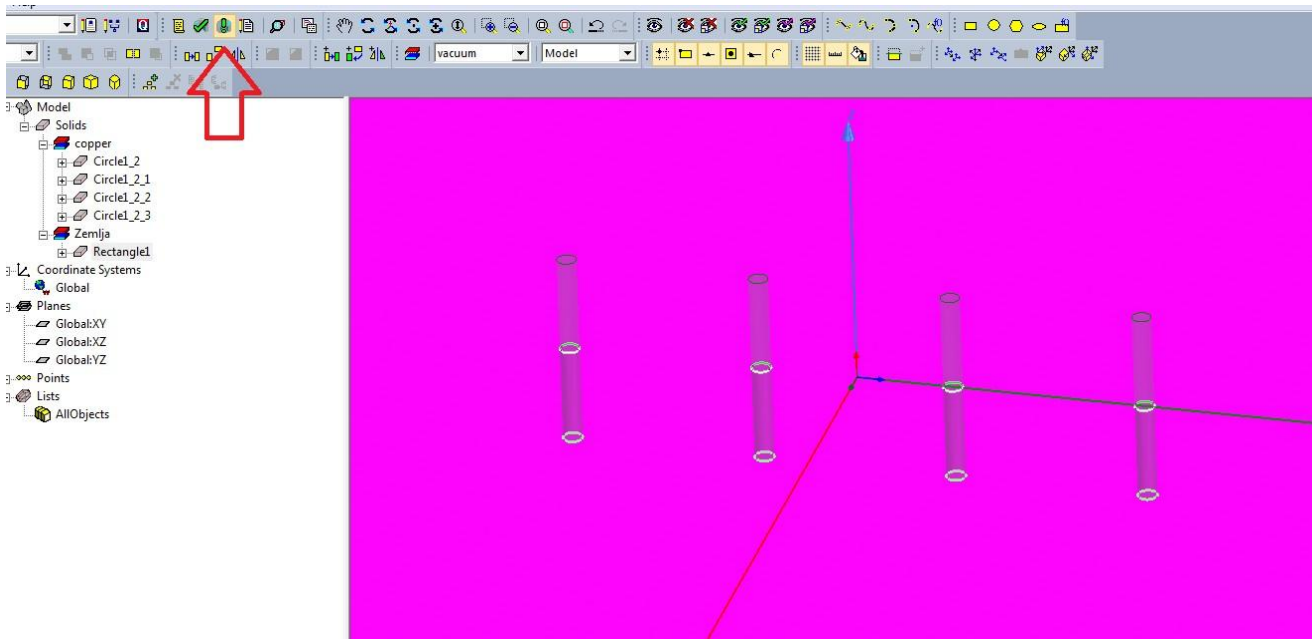 Help
vacuum Model
Model
Solids
copper
Circle1_2
Circle1_2_1
Circle1_2_2
Circle1_2_3
Zemlja
Rectangle1
Coordinate Systems
Global
Planes
Global:XY
Global:XZ
Global:YZ
Points
Lists
AllObjects